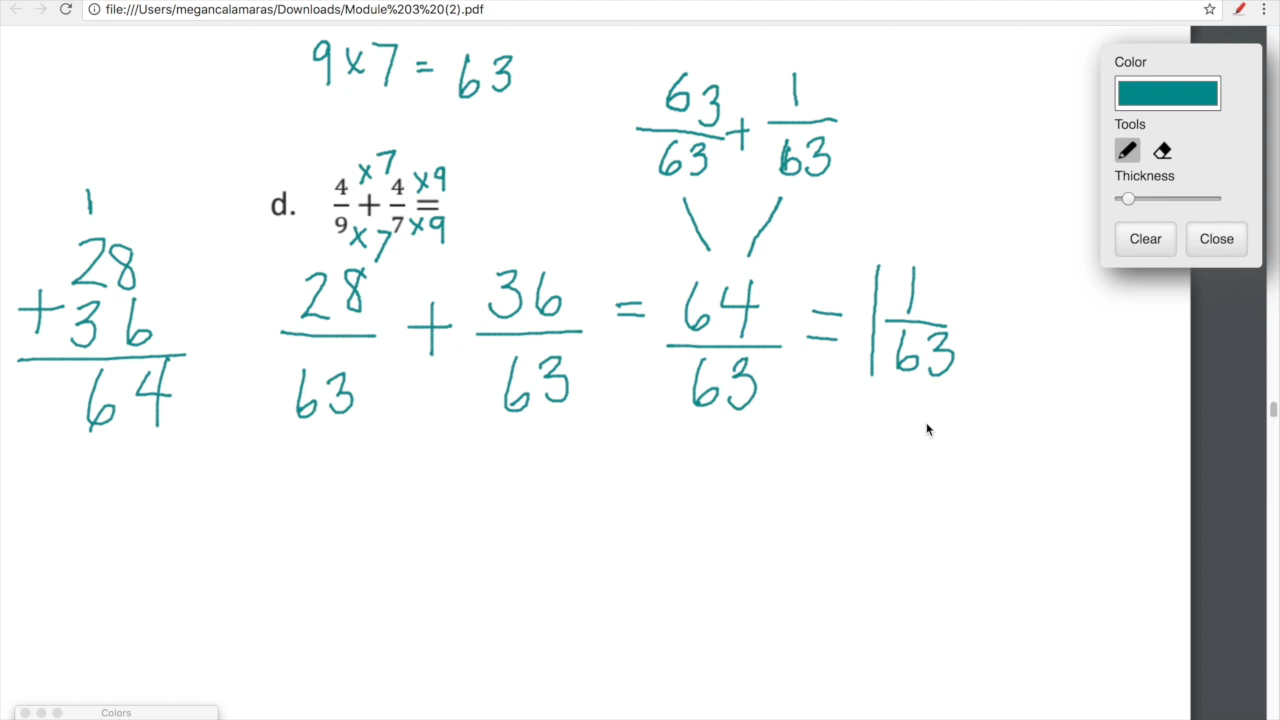 file:///Users/megancalamaras/Downloads/Module%203%20(2).pdf
9 x 7 = 63
63/63 + 1/63
d. 4/9 + 4/7 =
x7 x9
x7 x9
1
28
+36
64
28/63 + 36/63 = 64/63 = 1 1/63
Color
Tools
Thickness
Clear Close
Colors